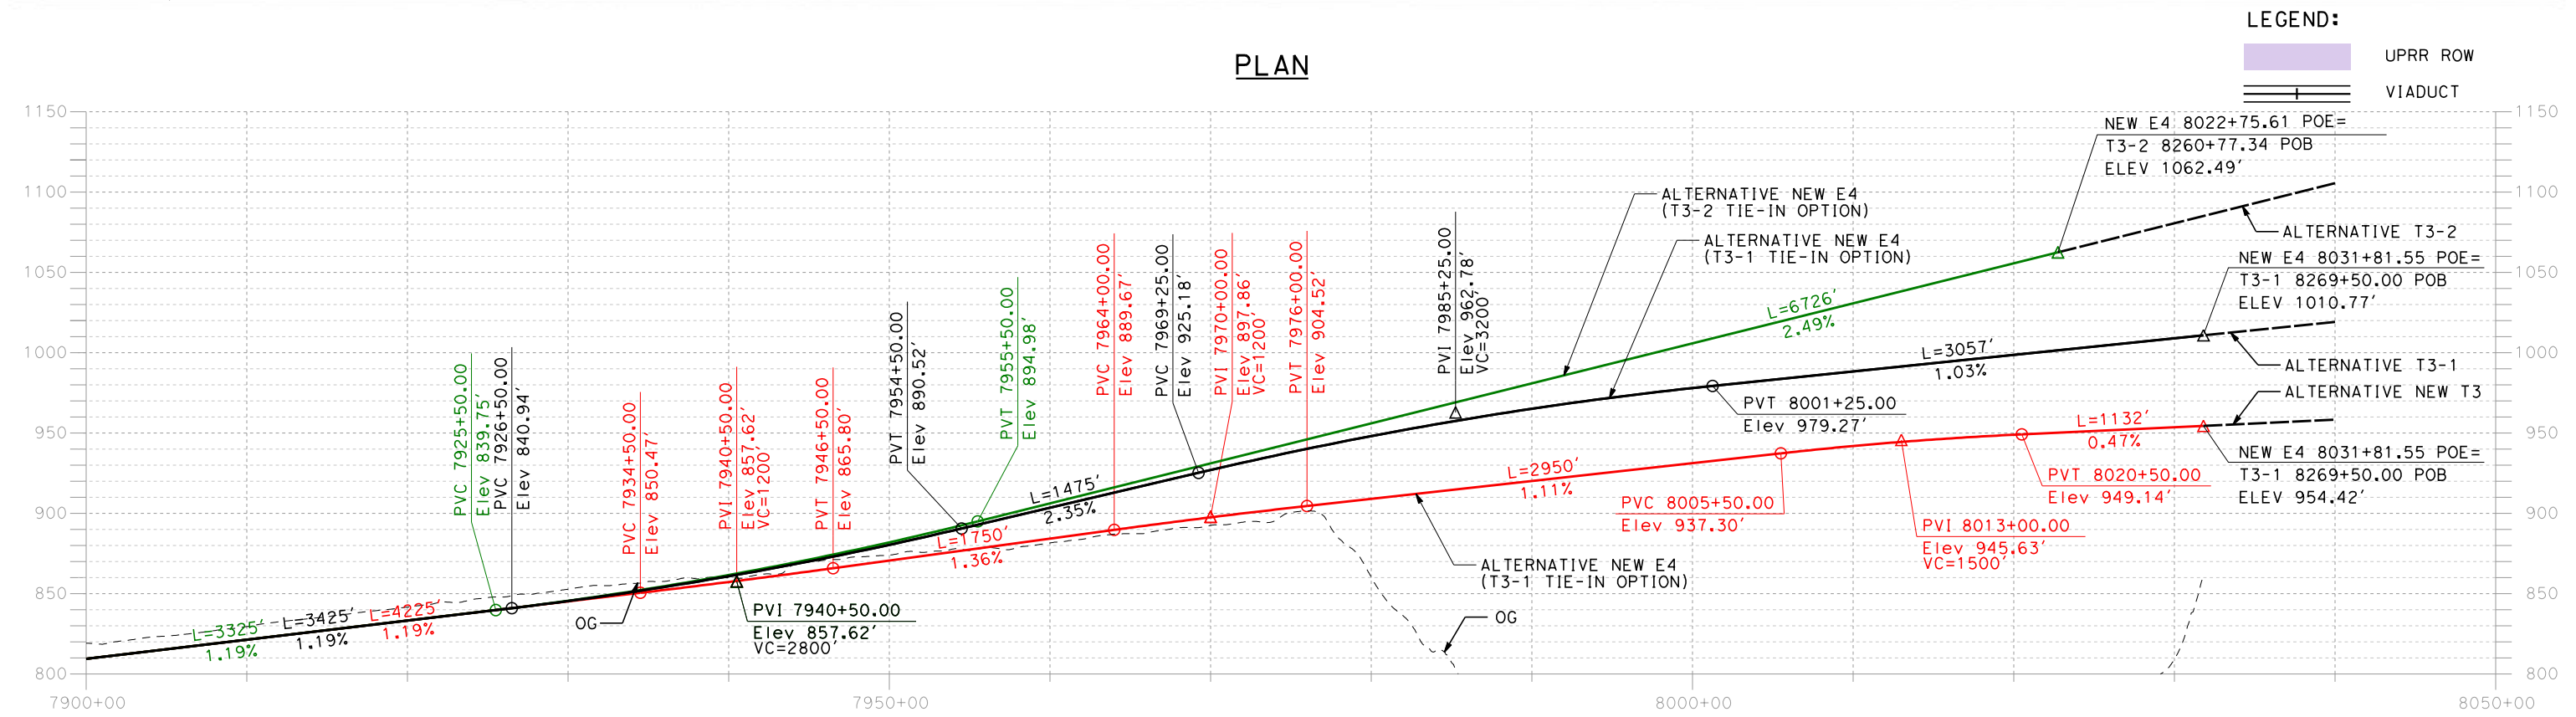 LEGEND:
UPRR ROW
VIADUCT
PLAN
1150
1100
1050
1000
950
900
850
800
1150
1100
1050
1000
950
900
850
800
7900+00
7950+00
8000+00
8050+00
L=3325'
1.19%
L=3425'
1.19%
L=4225'
1.19%
PVC 7925+50.00
Elev 839.75'
PVC 7926+50.00
Elev 840.94'
OG
PVC 7934+50.00
Elev 850.47'
PVI 7940+50.00
Elev 857.62'
VC=1200'
PVI 7940+50.00
Elev 857.62'
VC=2800'
PVT 7946+50.00
Elev 865.80'
PVT 7954+50.00
Elev 890.52'
PVT 7955+50.00
Elev 894.98'
L=1750'
1.36%
L=1475'
2.35%
PVC 7964+00.00
Elev 889.67'
PVC 7969+25.00
Elev 925.18'
PVI 7970+00.00
Elev 897.86'
VC=1200'
PVT 7976+00.00
Elev 904.52'
PVI 7985+25.00
Elev 962.78'
VC=3200'
ALTERNATIVE NEW E4
(T3-2 TIE-IN OPTION)
ALTERNATIVE NEW E4
(T3-1 TIE-IN OPTION)
L=2950'
1.11%
ALTERNATIVE NEW E4
(T3-1 TIE-IN OPTION)
OG
L=6726'
2.49%
PVT 8001+25.00
Elev 979.27'
PVC 8005+50.00
Elev 937.30'
L=3057'
1.03%
PVI 8013+00.00
Elev 945.63'
VC=1500'
PVT 8020+50.00
Elev 949.14'
L=1132'
0.47%
NEW E4 8022+75.61 POE=
T3-2 8260+77.34 POB
ELEV 1062.49'
ALTERNATIVE T3-2
NEW E4 8031+81.55 POE=
T3-1 8269+50.00 POB
ELEV 1010.77'
ALTERNATIVE T3-1
ALTERNATIVE NEW T3
NEW E4 8031+81.55 POE=
T3-1 8269+50.00 POB
ELEV 954.42'